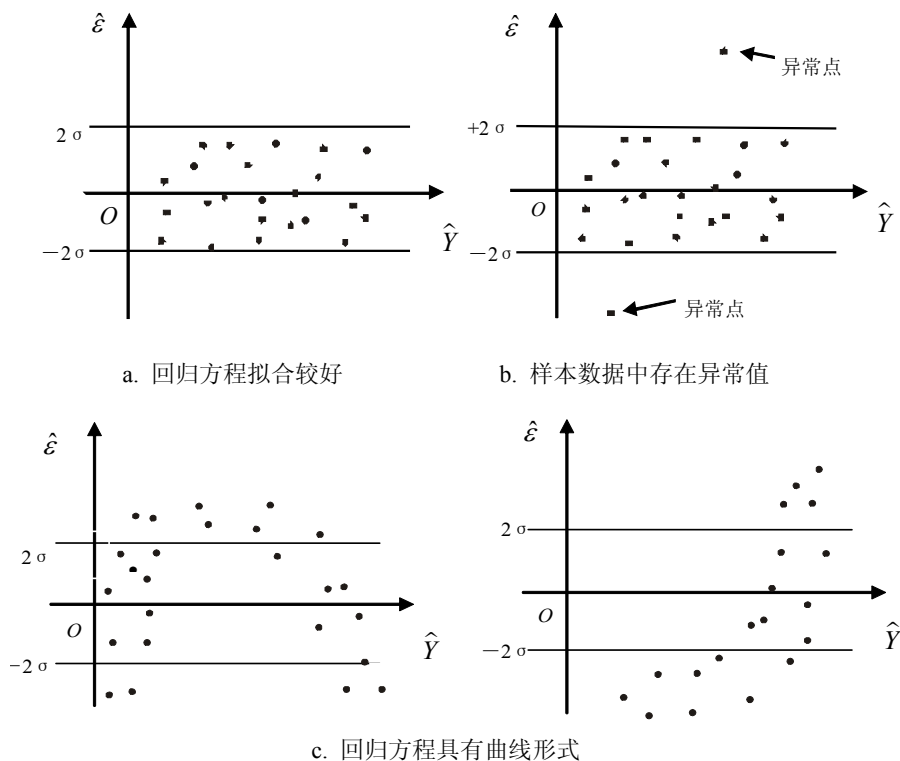 ε̂
2 σ
O
Ŷ
－2 σ
ε̂
异常点
+2 σ
O
Ŷ
－2 σ
异常点
a. 回归方程拟合较好
b. 样本数据中存在异常值
ε̂
2 σ
O
Ŷ
−2 σ
ε̂
2 σ
O
Ŷ
－2 σ
c. 回归方程具有曲线形式